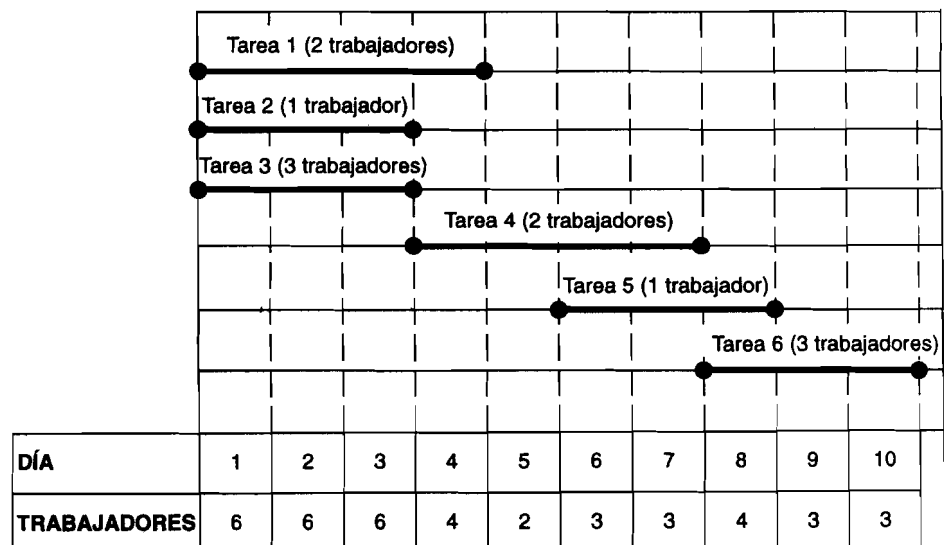 Tarea 1 (2 trabajadores)
Tarea 2 (1 trabajador)
Tarea 3 (3 trabajadores)
Tarea 4 (2 trabajadores)
Tarea 5 (1 trabajador)
Tarea 6 (3 trabajadores)
DÍA 1 2 3 4 5 6 7 8 9 10
TRABAJADORES 6 6 6 4 2 3 3 4 3 3